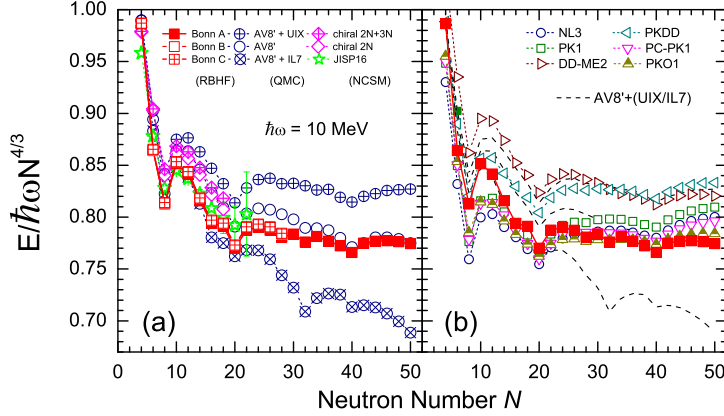 E/ℏωN^4/3
1.00
0.95
0.90
0.85
0.80
0.75
0.70
Bonn A AV8' + UIX chiral 2N+3N
Bonn B AV8' chiral 2N
Bonn C AV8' + IL7 JISP16
(RBHF) (QMC) (NCSM)
ℏω = 10 MeV
(a)
NL3 PKDD
PK1 PC-PK1
DD-ME2 PKO1
AV8'+(UIX/IL7)
(b)
0 10 20 30 40 50 0 10 20 30 40 50
Neutron Number N